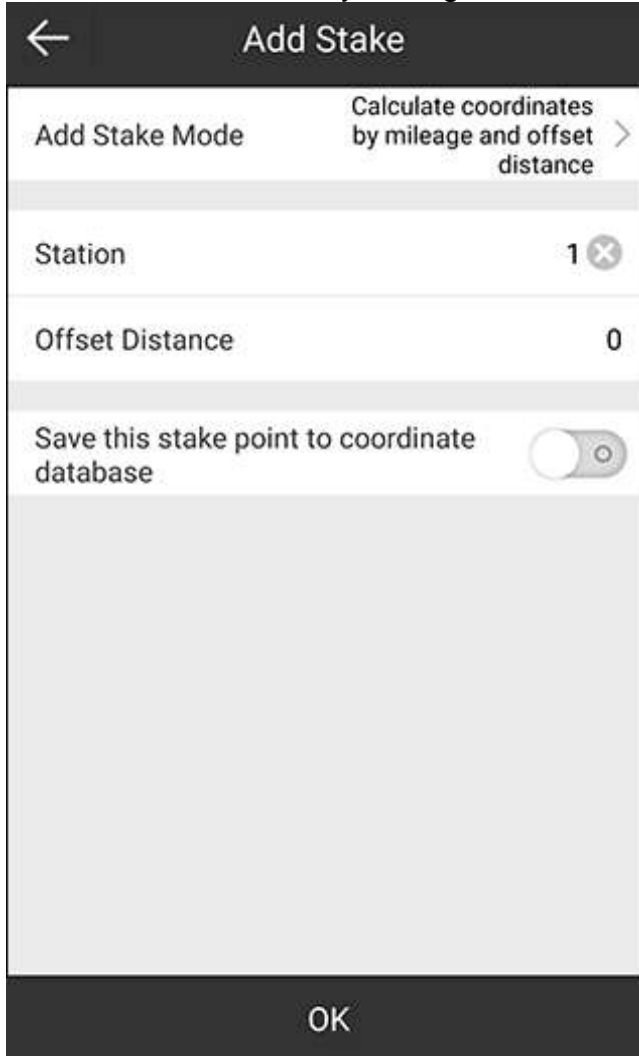 Add Stake
Add Stake Mode
Calculate coordinates
by mileage and offset
distance
Station
1
Offset Distance
0
Save this stake point to coordinate
database
OK